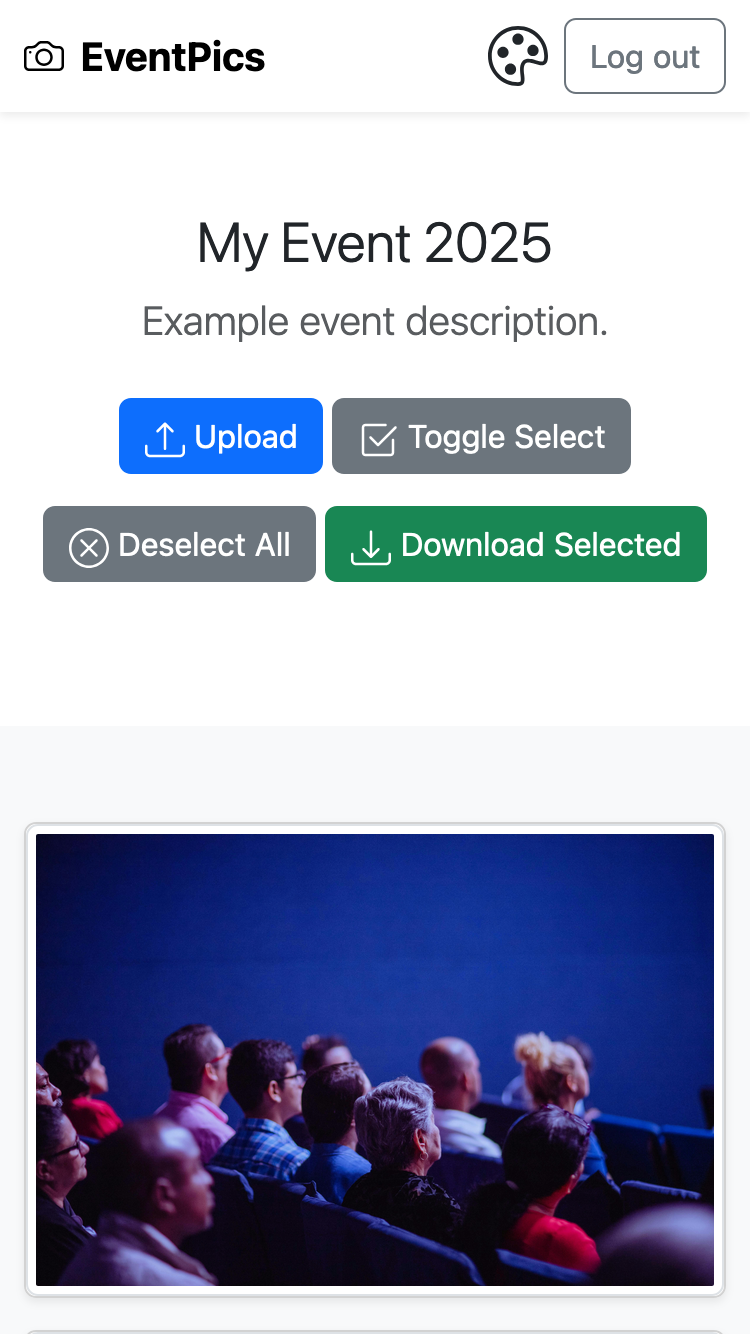 EventPics
Log out
My Event 2025
Example event description.
Upload
Toggle Select
Deselect All
Download Selected